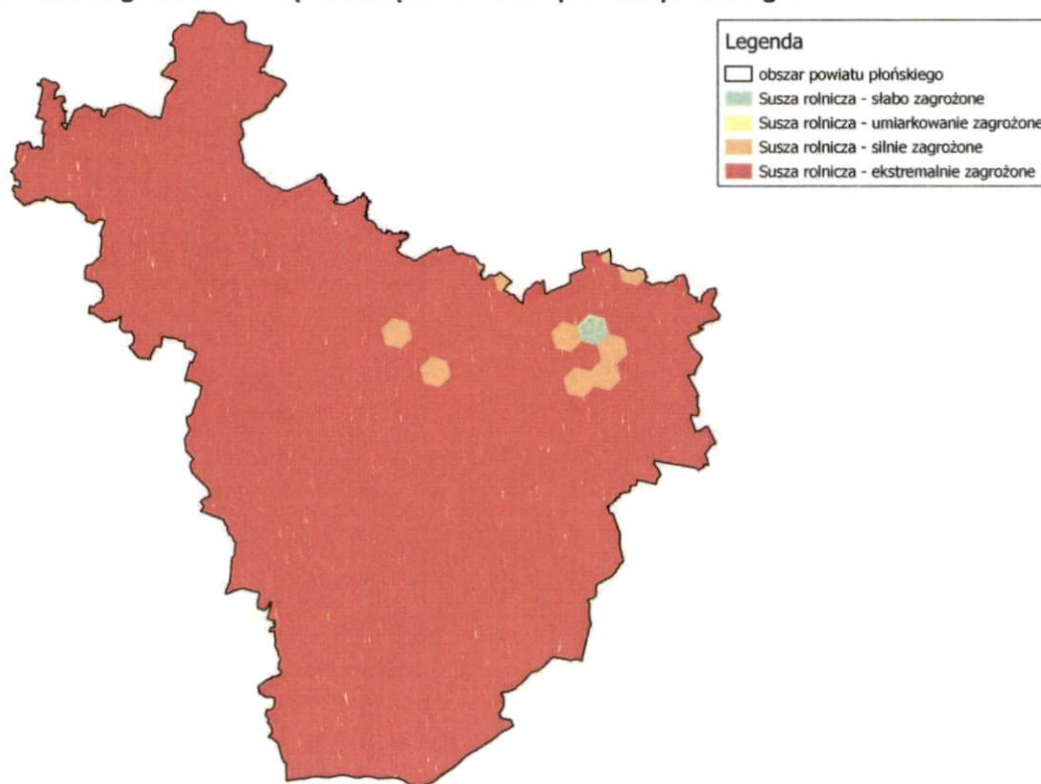 Legenda
obszar powiatu płońskiego
Susza rolnicza - słabo zagrożone
Susza rolnicza - umiarkowanie zagrożone
Susza rolnicza - silnie zagrożone
Susza rolnicza - ekstremalnie zagrożone